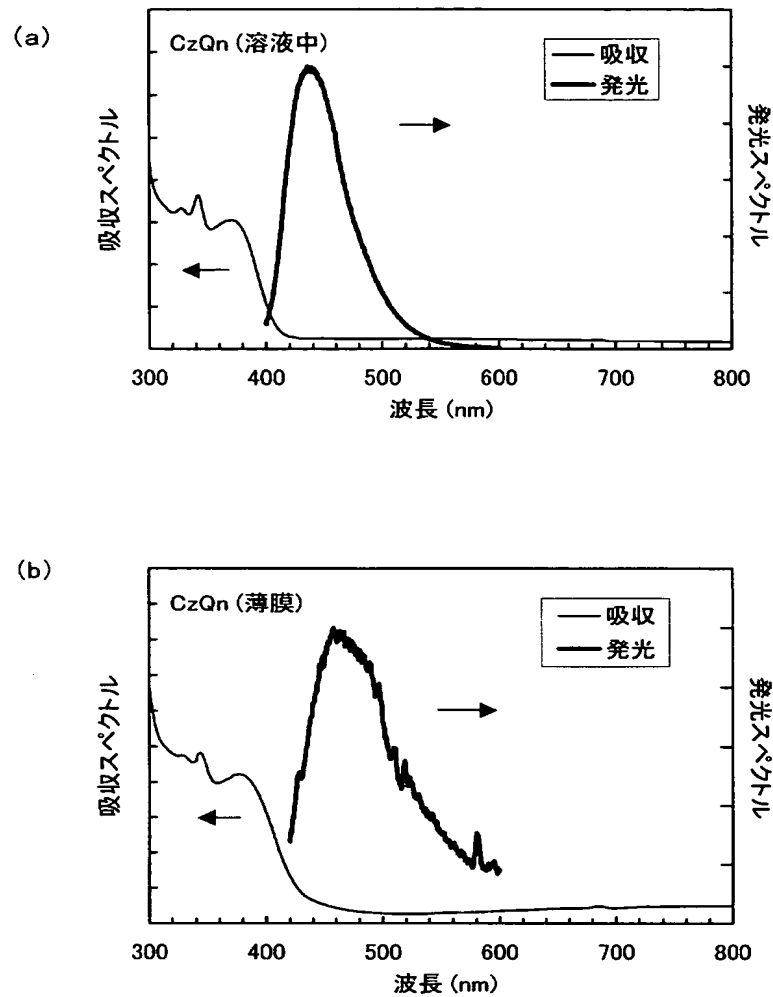 (a)
CzQn (溶液中)
吸収
発光
吸収スペクトル
発光スペクトル
300 400 500 600 700 800
波長 (nm)
(b)
CzQn (薄膜)
吸収
発光
吸収スペクトル
発光スペクトル
300 400 500 600 700 800
波長 (nm)